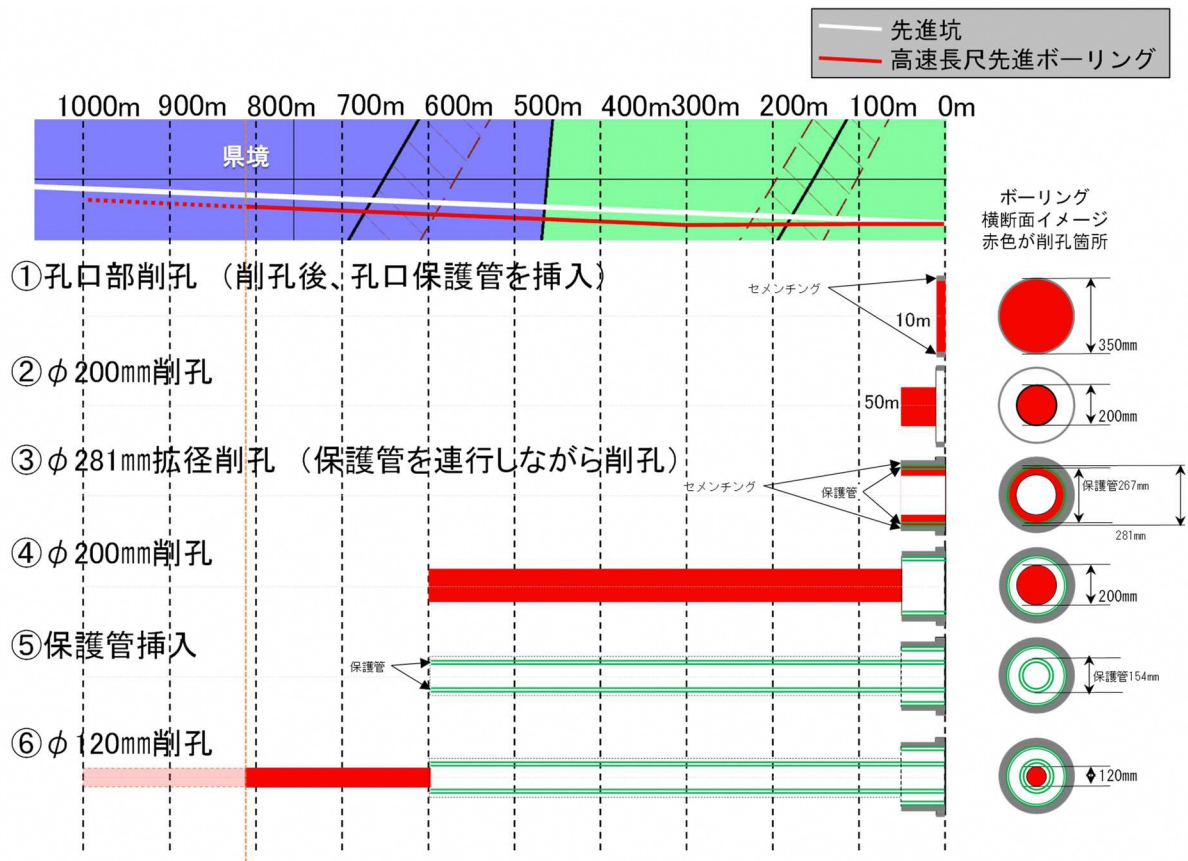 先進坑
高速長尺先進ボーリング
1000m 900m 800m 700m 600m 500m 400m 300m 200m 100m 0m
県境
ボーリング
横断面イメージ
赤色が削孔箇所
①孔口部削孔 (削孔後、孔口保護管を挿入)
セメンチング
10m
350mm
②φ200㎜削孔
50m
200mm
③φ281㎜拡径削孔 (保護管を連行しながら削孔)
セメンチング
保護管
保護管267mm
281mm
④φ200㎜削孔
200mm
⑤保護管挿入
保護管
保護管154mm
⑥φ120㎜削孔
120mm